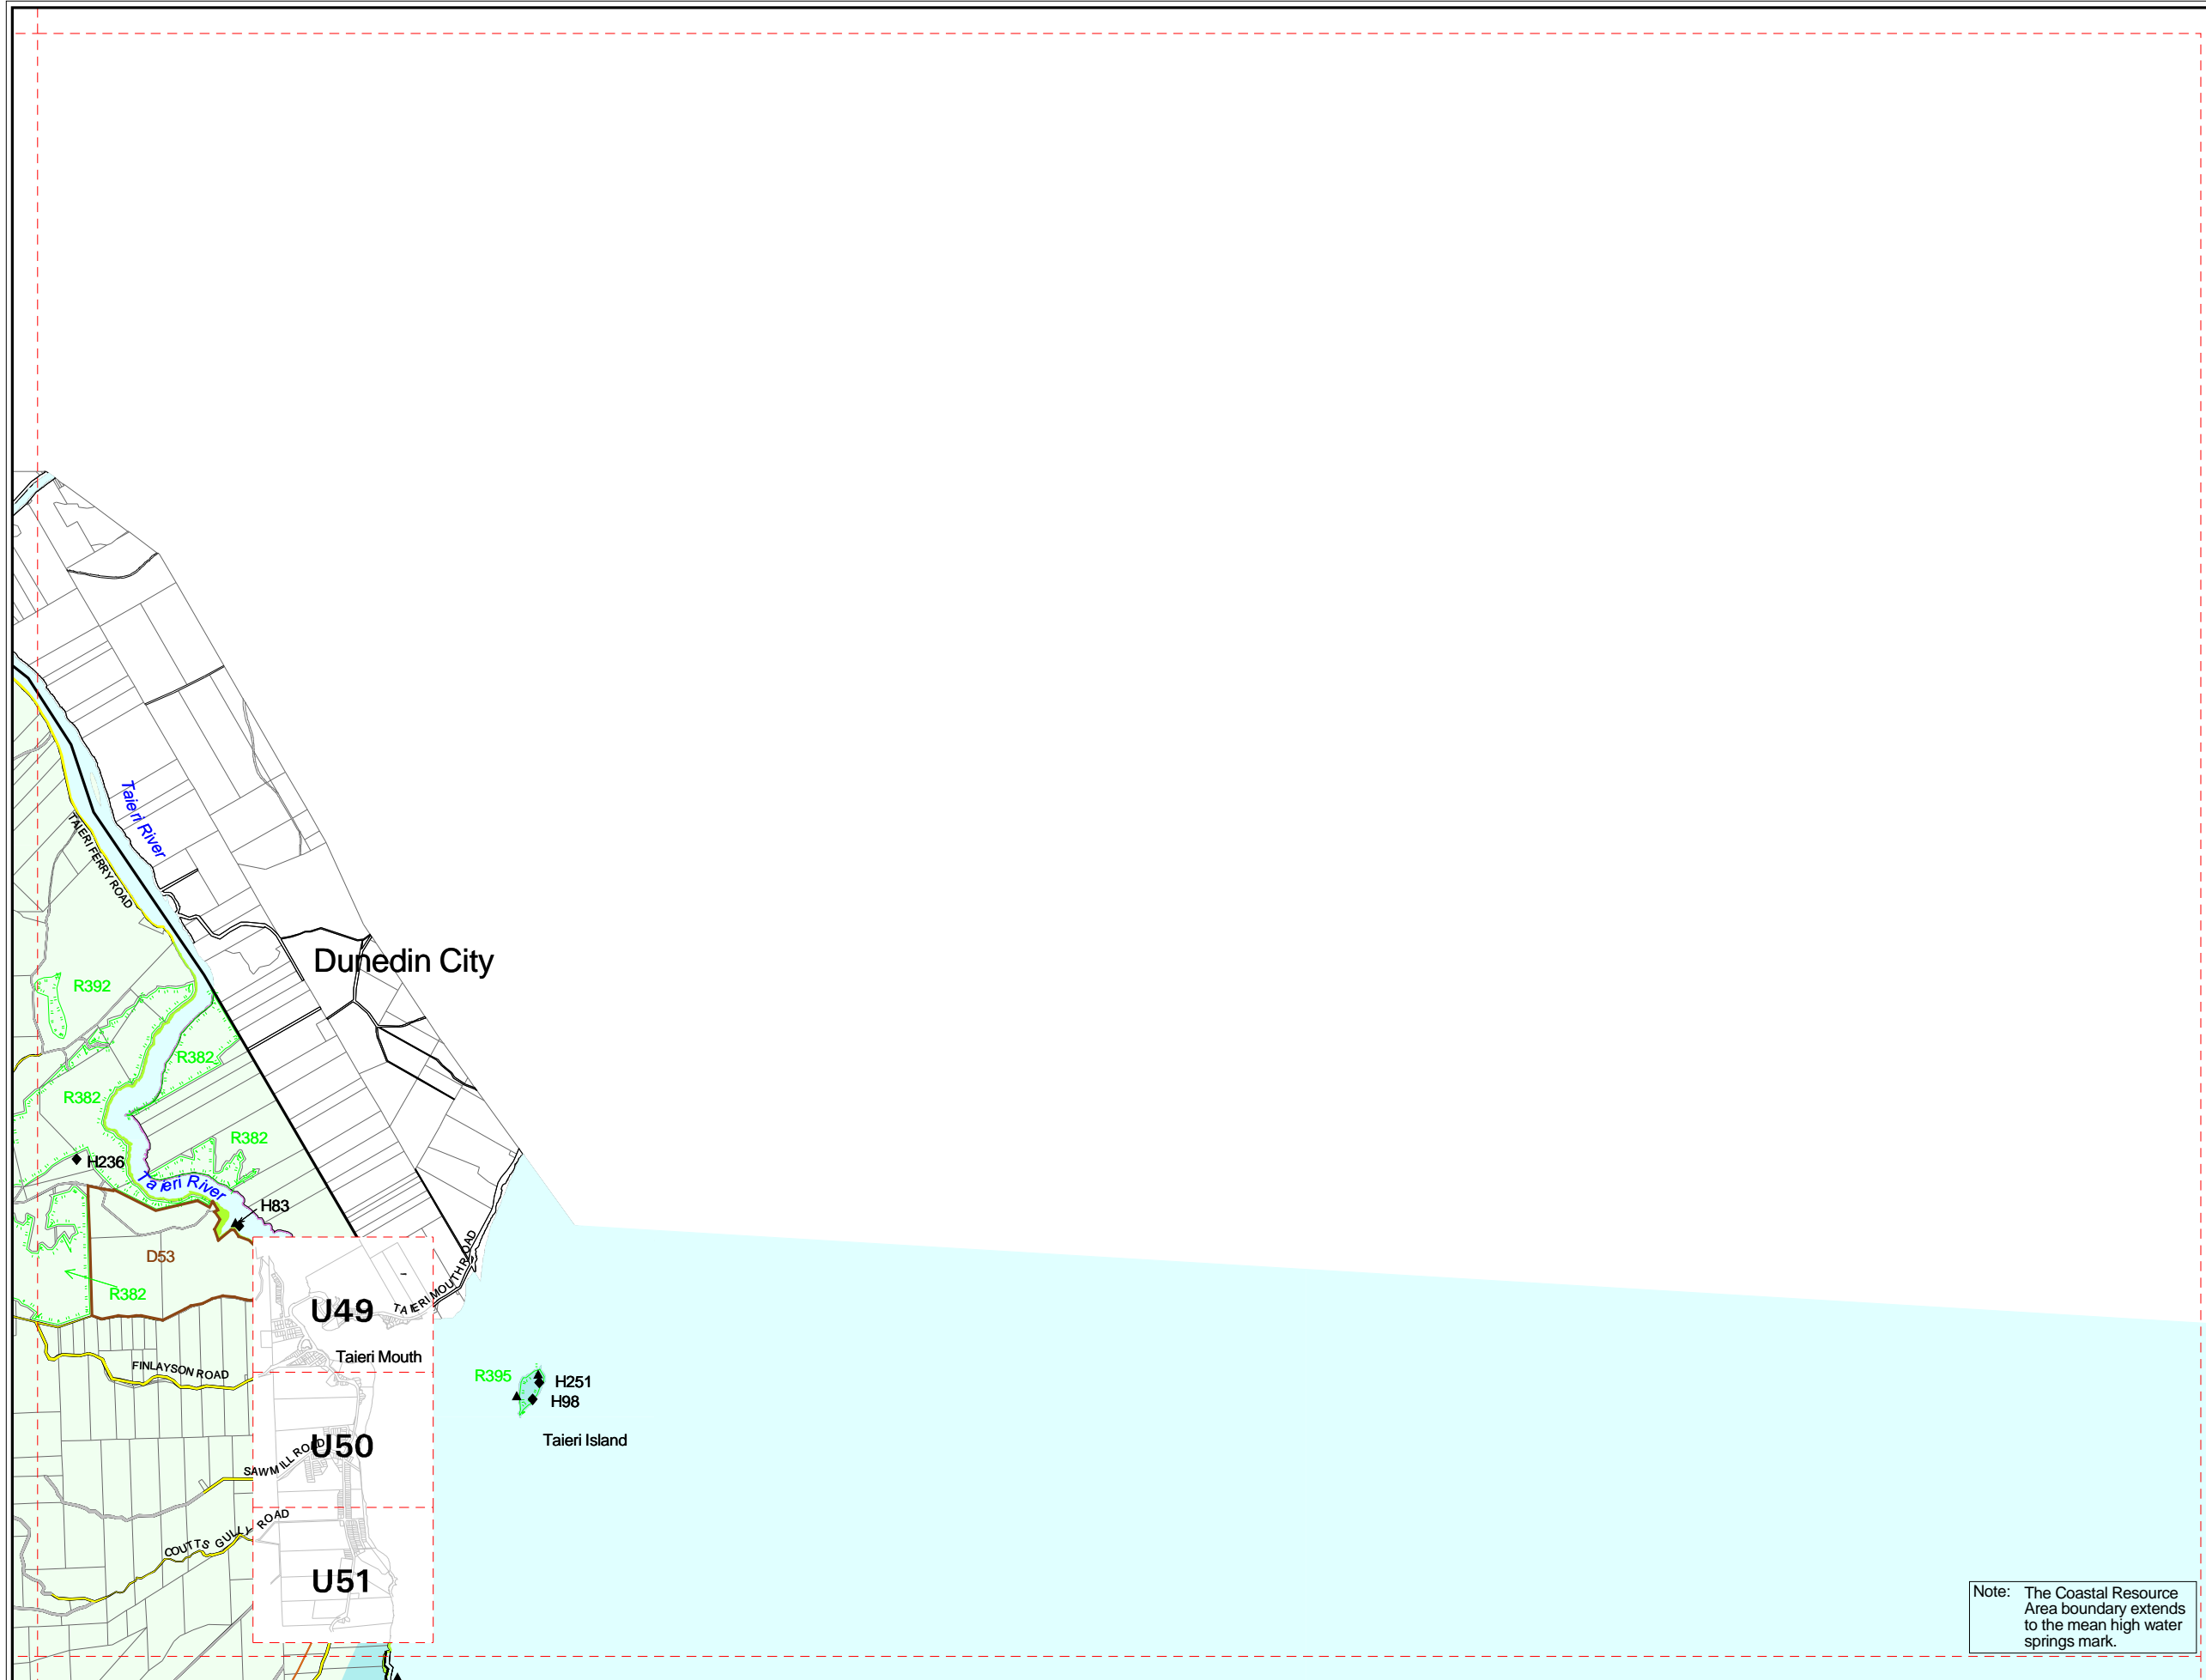 Taieri River
TAIERI FERRY ROAD
Dunedin City
R392
R382
R382
R382
H236
Taieri River
H83
D53
R382
TAIERI MOUTH ROAD
U49
Taieri Mouth
FINLAYSON ROAD
R395
H251
H98
Taieri Island
U50
SAWMILL ROAD
COUTTS GULLY ROAD
U51
Note: The Coastal Resource
Area boundary extends
to the mean high water
springs mark.